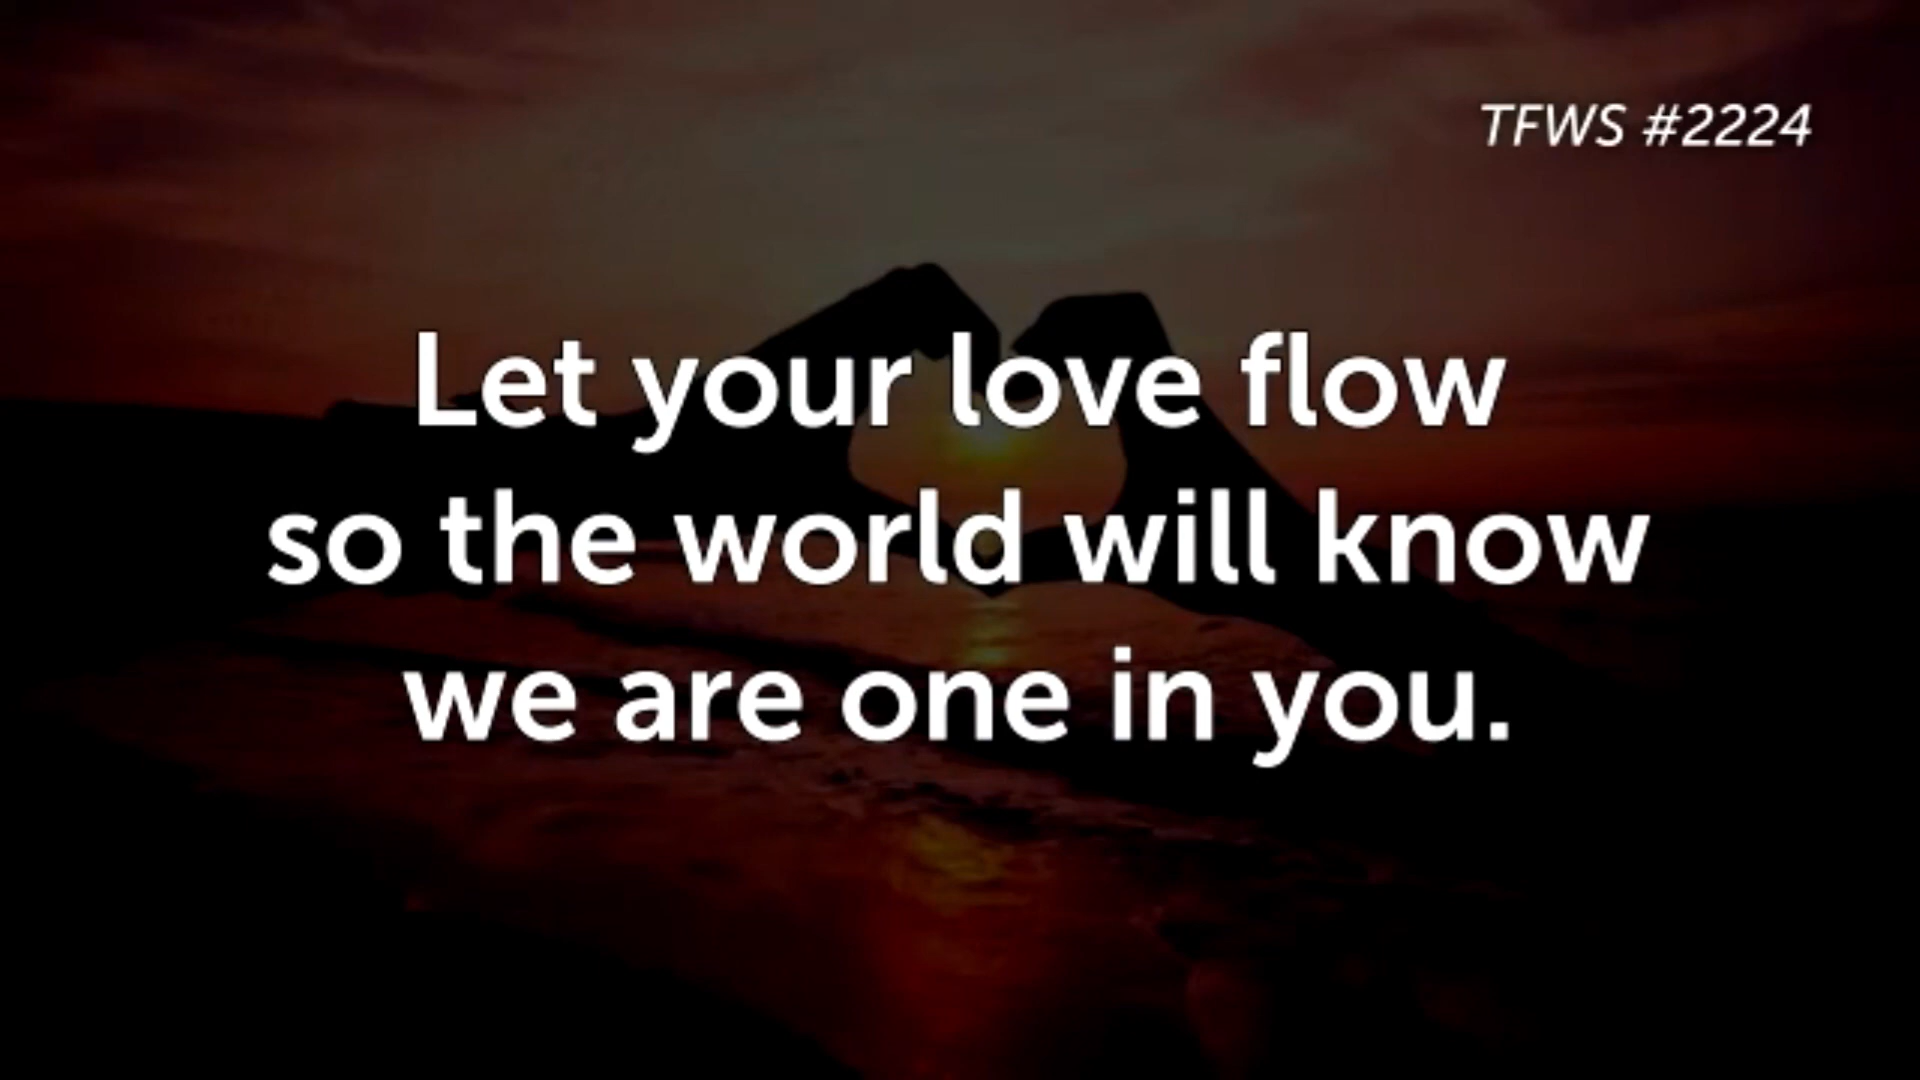 TFWS #2224
Let your love flow
so the world will know
we are one in you.